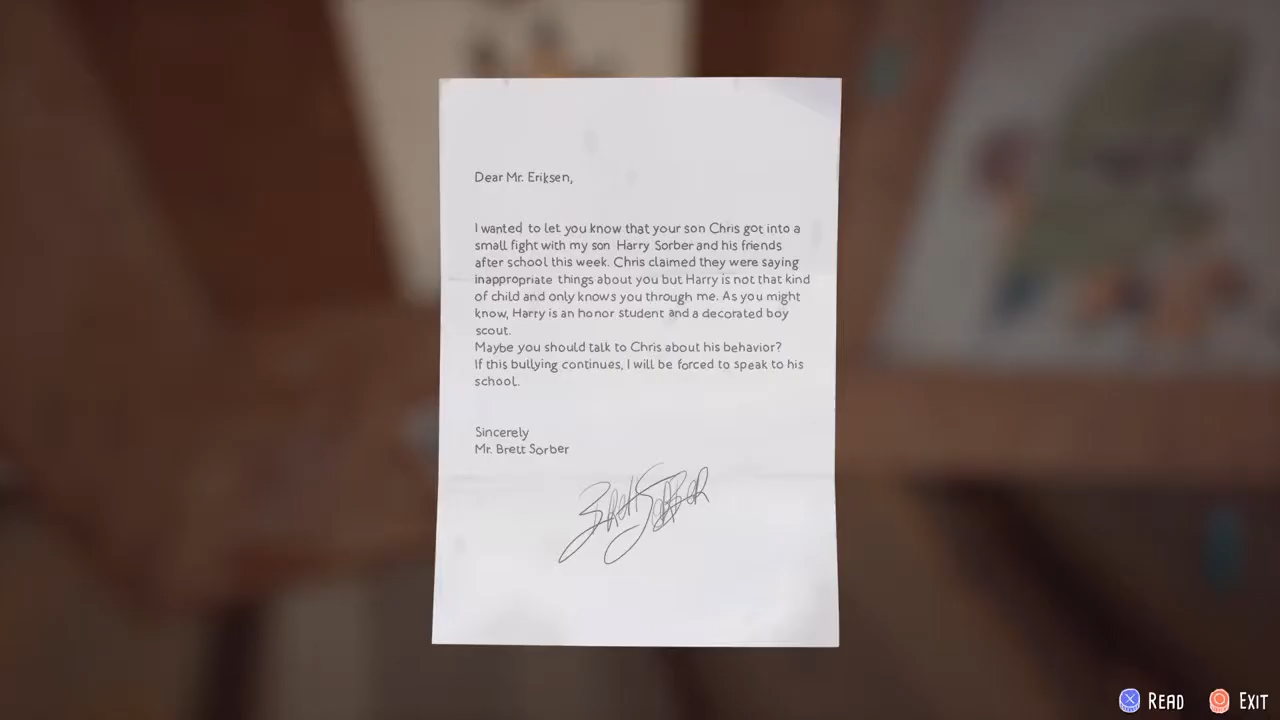 Dear Mr. Eriksen,
I wanted to let you know that your son Chris got into a
small fight with my son Harry Sorber and his friends
after school this week. Chris claimed they were saying
inappropriate things about you but Harry is not that kind
of child and only knows you through me. As you might
know, Harry is an honor student and a decorated boy
scout.
Maybe you should talk to Chris about his behavior?
If this bullying continues, I will be forced to speak to his
school.
Sincerely
Mr. Brett Sorber
Brett Sorber
READ EXIT